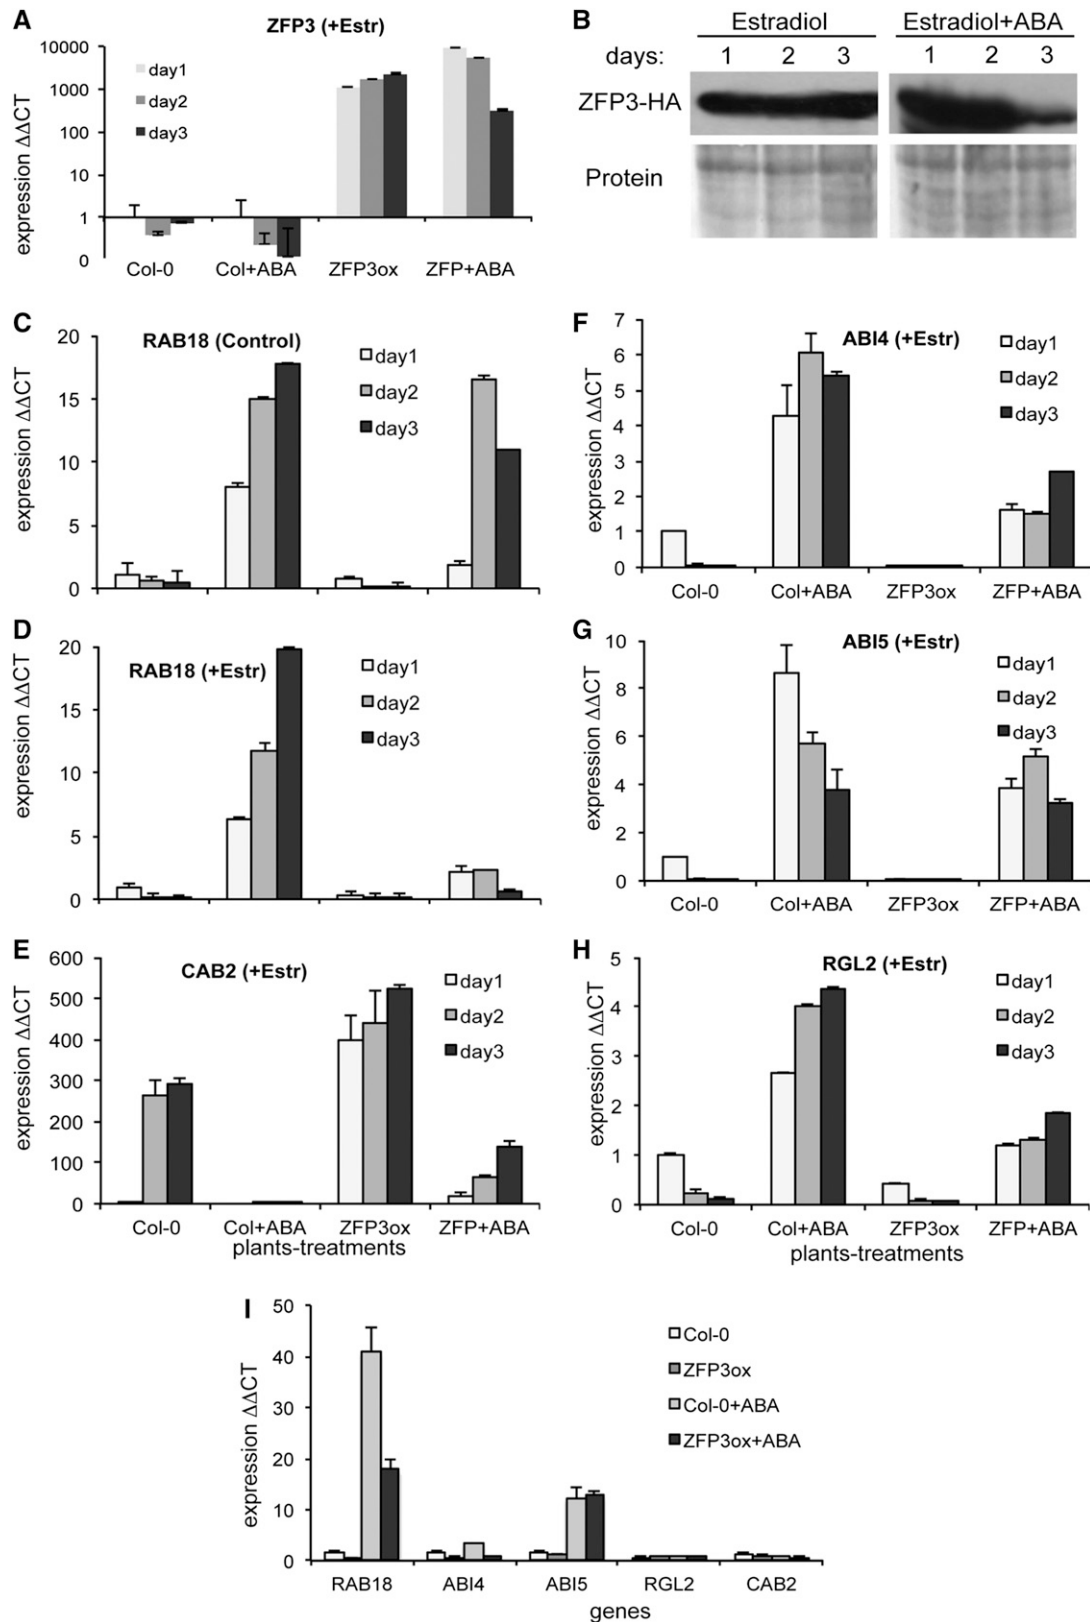 A
ZFP3 (+Estr)
expression ΔΔCT
10000
1000
100
10
1
0
day1
day2
day3
Col-0 Col+ABA ZFP3ox ZFP+ABA
B
Estradiol Estradiol+ABA
days: 1 2 3 1 2 3
ZFP3-HA
Protein
C
RAB18 (Control)
expression ΔΔCT
20
15
10
5
0
day1
day2
day3
D
RAB18 (+Estr)
expression ΔΔCT
20
15
10
5
0
day1
day2
day3
E
CAB2 (+Estr)
expression ΔΔCT
600
500
400
300
200
100
0
day1
day2
day3
Col-0 Col+ABA ZFP3ox ZFP+ABA
plants-treatments
F
ABI4 (+Estr)
expression ΔΔCT
7
6
5
4
3
2
1
0
day1
day2
day3
Col-0 Col+ABA ZFP3ox ZFP+ABA
G
ABI5 (+Estr)
expression ΔΔCT
10
8
6
4
2
0
day1
day2
day3
Col-0 Col+ABA ZFP3ox ZFP+ABA
H
RGL2 (+Estr)
expression ΔΔCT
5
4
3
2
1
0
day1
day2
day3
Col-0 Col+ABA ZFP3ox ZFP+ABA
plants-treatments
I
expression ΔΔCT
50
40
30
20
10
0
Col-0
ZFP3ox
Col-0+ABA
ZFP3ox+ABA
RAB18 ABI4 ABI5 RGL2 CAB2
genes